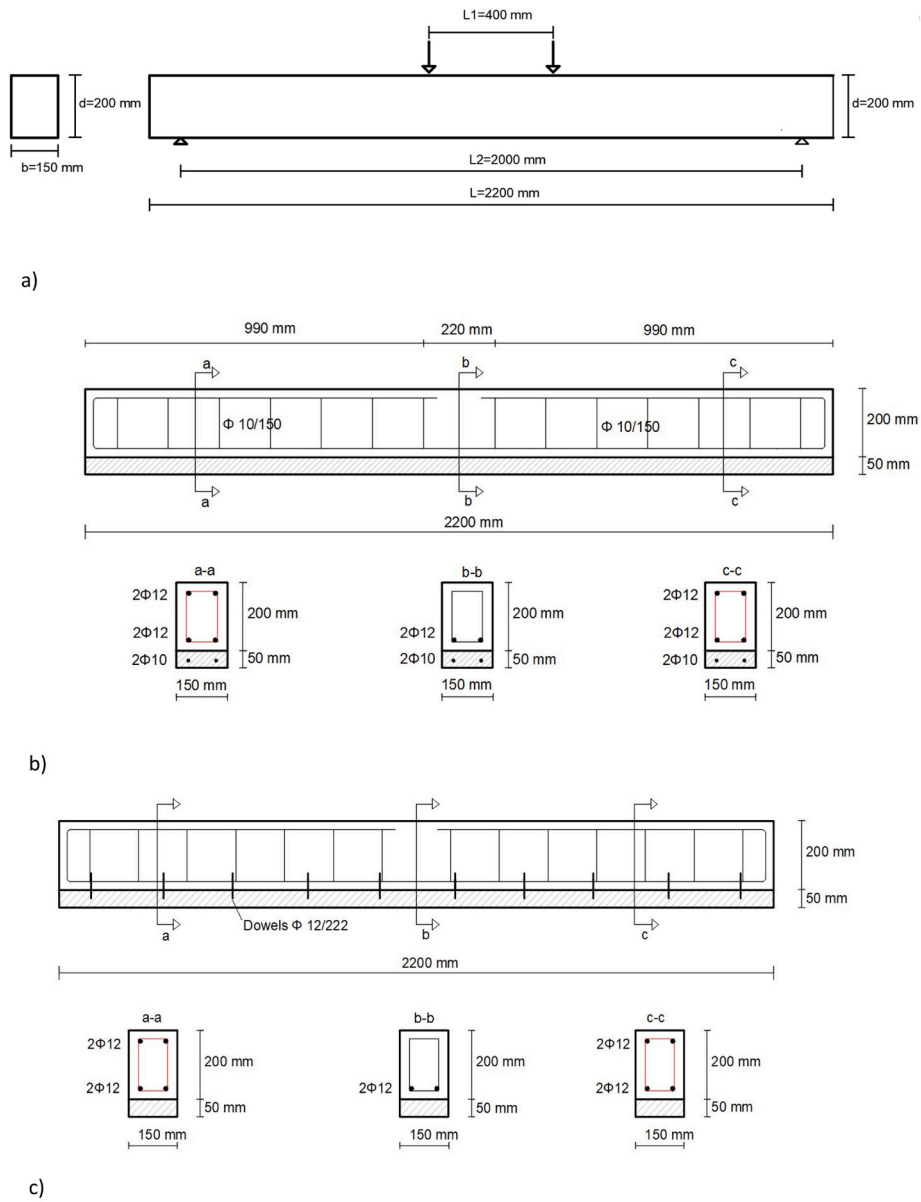 L1=400 mm
d=200 mm
d=200 mm
b=150 mm
L2=2000 mm
L=2200 mm
a)
990 mm
220 mm
990 mm
a
b
c
Φ 10/150
Φ 10/150
200 mm
50 mm
a
b
c
2200 mm
a-a
b-b
c-c
2Φ12
2Φ12
2Φ10
200 mm
50 mm
150 mm
2Φ12
200 mm
50 mm
150 mm
2Φ12
2Φ12
2Φ10
200 mm
50 mm
150 mm
b)
200 mm
50 mm
Dowels Φ 12/222
a
b
c
2200 mm
a-a
b-b
c-c
2Φ12
2Φ12
200 mm
50 mm
150 mm
2Φ12
200 mm
50 mm
150 mm
2Φ12
2Φ12
200 mm
50 mm
150 mm
c)